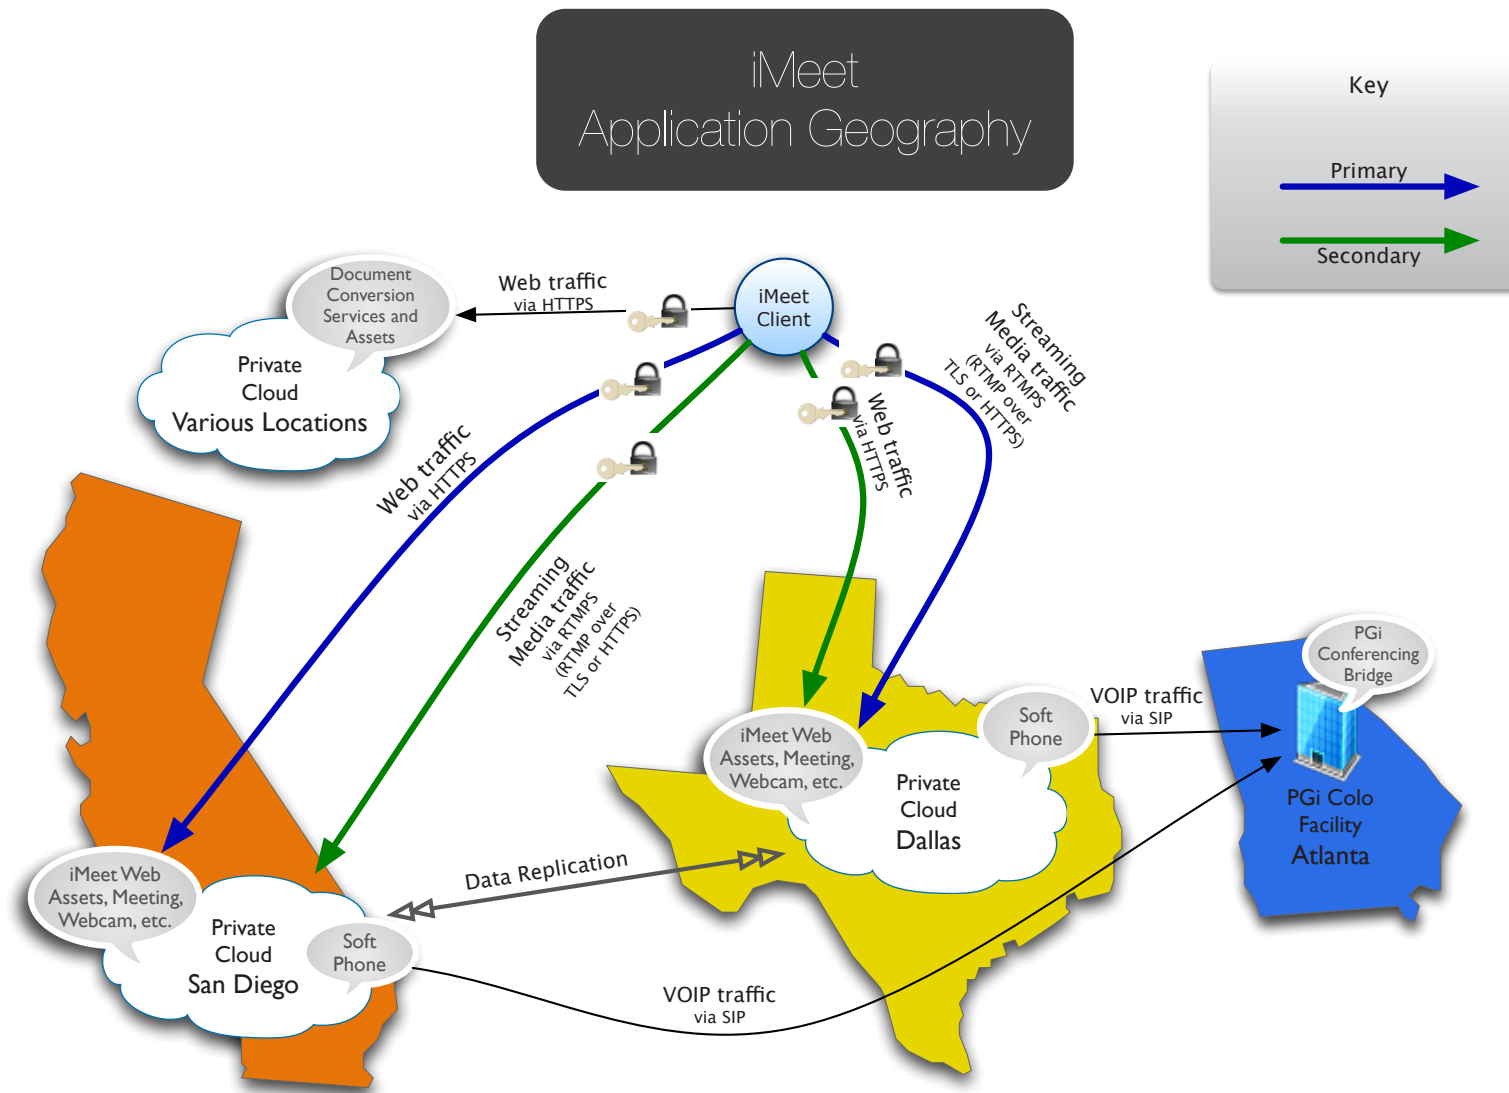 iMeet
Application Geography
Key
Primary
Secondary
Document
Conversion
Services and
Assets
Private
Cloud
Various Locations
Web traffic
via HTTPS
iMeet
Client
Web traffic
via HTTPS
Streaming
Media traffic
via RTMPS
(RTMP over
TLS or HTTPS)
Web traffic
via HTTPS
Streaming
Media traffic
via RTMPS
(RTMP over
TLS or HTTPS)
iMeet Web
Assets, Meeting,
Webcam, etc.
Private
Cloud
Dallas
Soft
Phone
VOIP traffic
via SIP
PGi
Conferencing
Bridge
PGi Colo
Facility
Atlanta
Data Replication
iMeet Web
Assets, Meeting,
Webcam, etc.
Private
Cloud
San Diego
Soft
Phone
VOIP traffic
via SIP